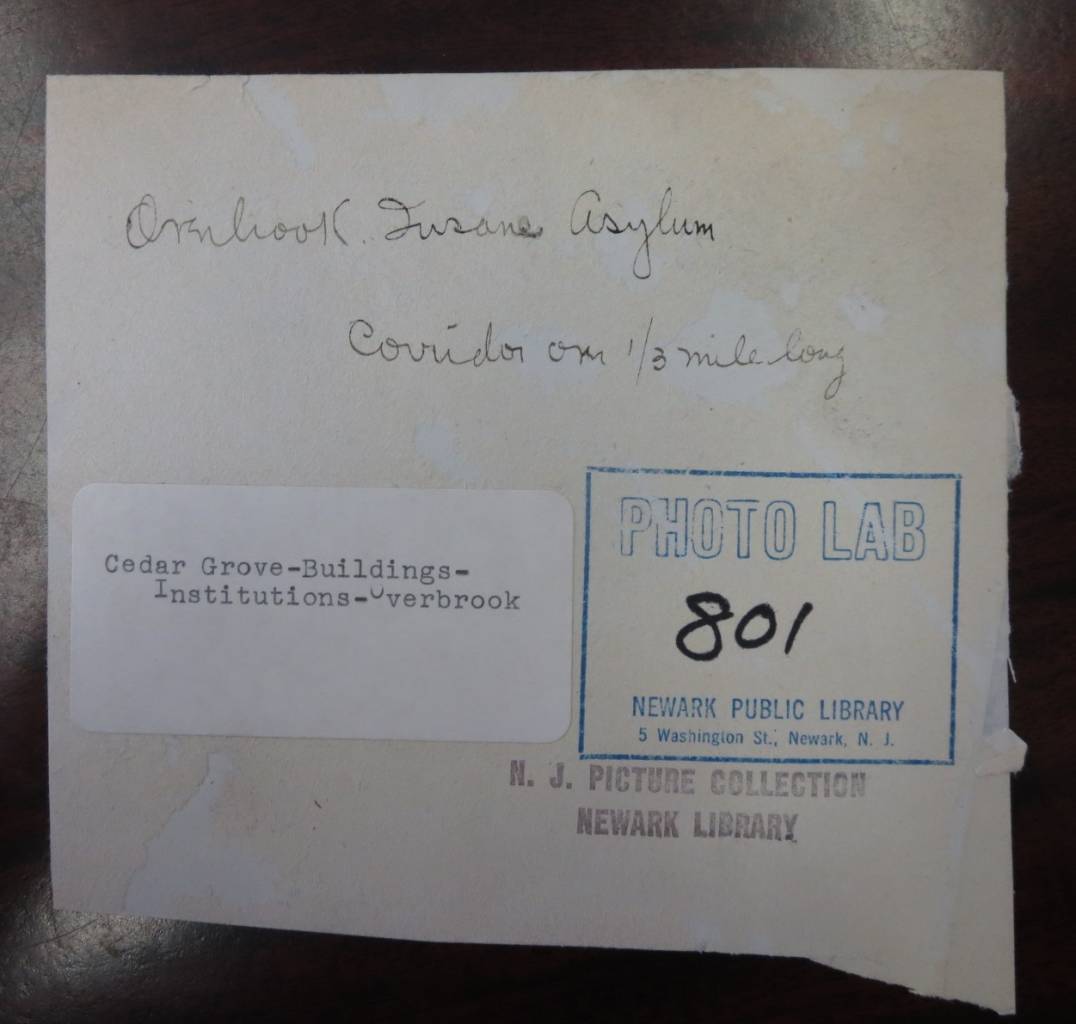 Overbrook. Insane Asylum
Corridor over 1/3 mile long
Cedar Grove-Buildings-
Institutions-Overbrook
PHOTO LAB
801
NEWARK PUBLIC LIBRARY
5 Washington St., Newark, N. J.
N. J. PICTURE COLLECTION
NEWARK LIBRARY